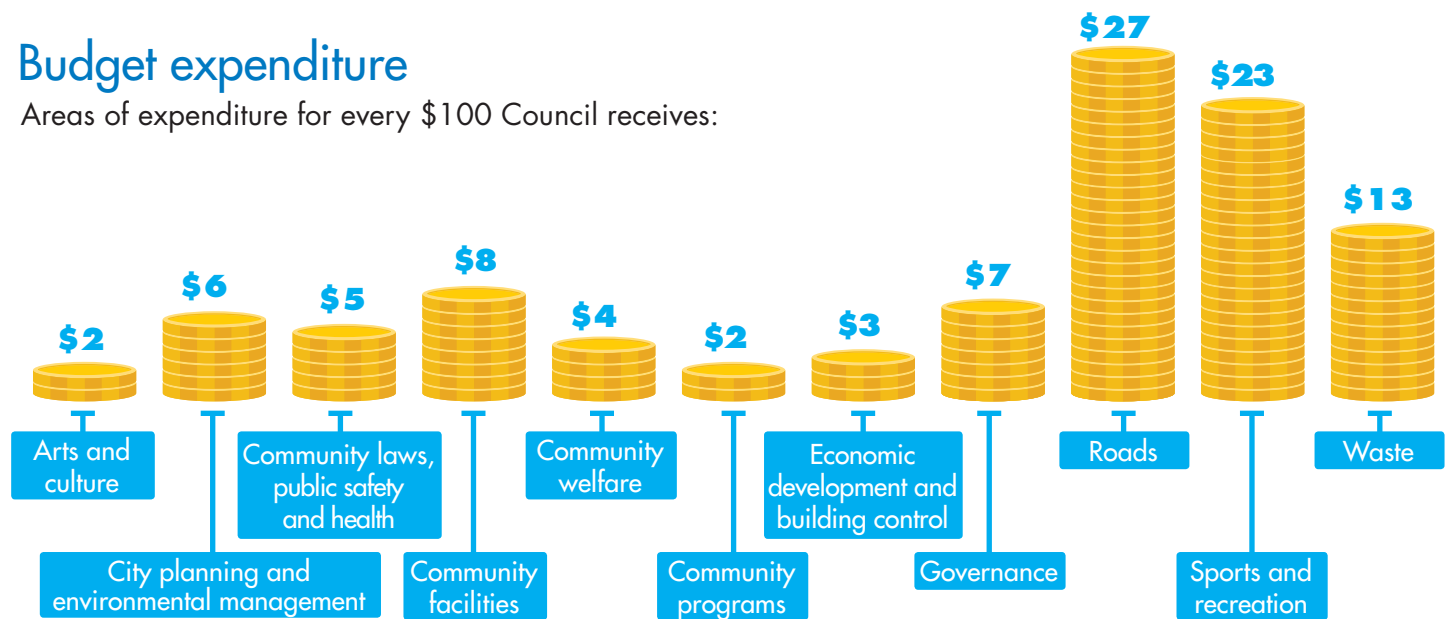 Budget expenditure
Areas of expenditure for every $100 Council receives:
$2
Arts and
culture
$6
City planning and
environmental management
$5
Community laws,
public safety
and health
$8
Community
facilities
$4
Community
welfare
$2
Community
programs
$3
Economic
development and
building control
$7
Governance
$27
Roads
$23
Sports and
recreation
$13
Waste